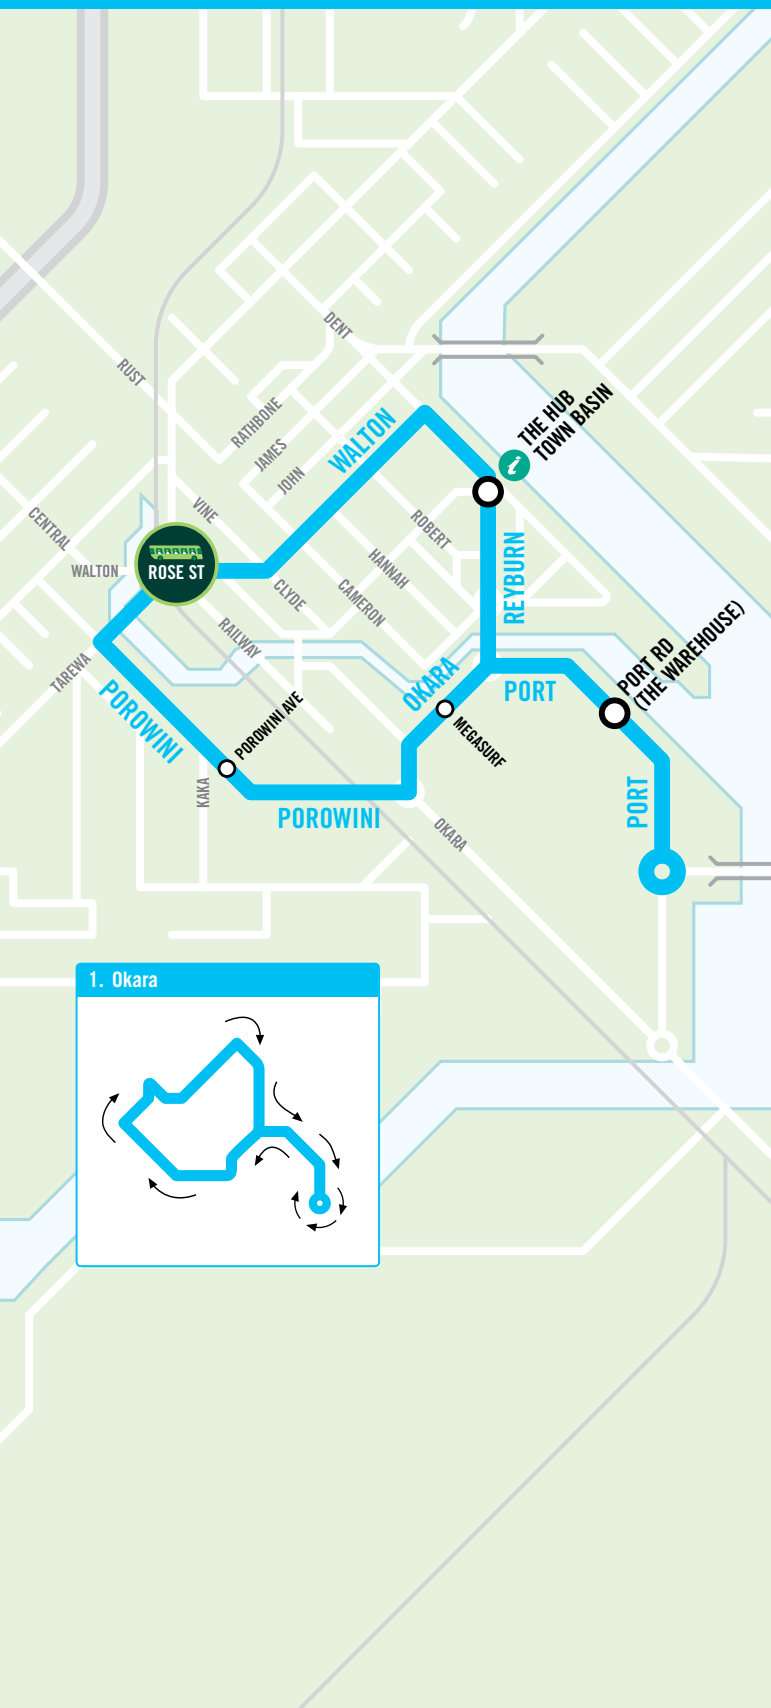 DENT
RUST
RATHBONE
JAMES
JOHN
WALTON
THE HUB
TOWN BASIN
i
VINE
CENTRAL
ROBERT
HANNAH
REYBURN
WALTON
ROSE ST
CLYDE
CAMERON
RAILWAY
TAREWA
POROWINI
OKARA
PORT
PORT RD
(THE WAREHOUSE)
POROWINI AVE
MEGASURF
KAKA
POROWINI
OKARA
PORT
1. Okara